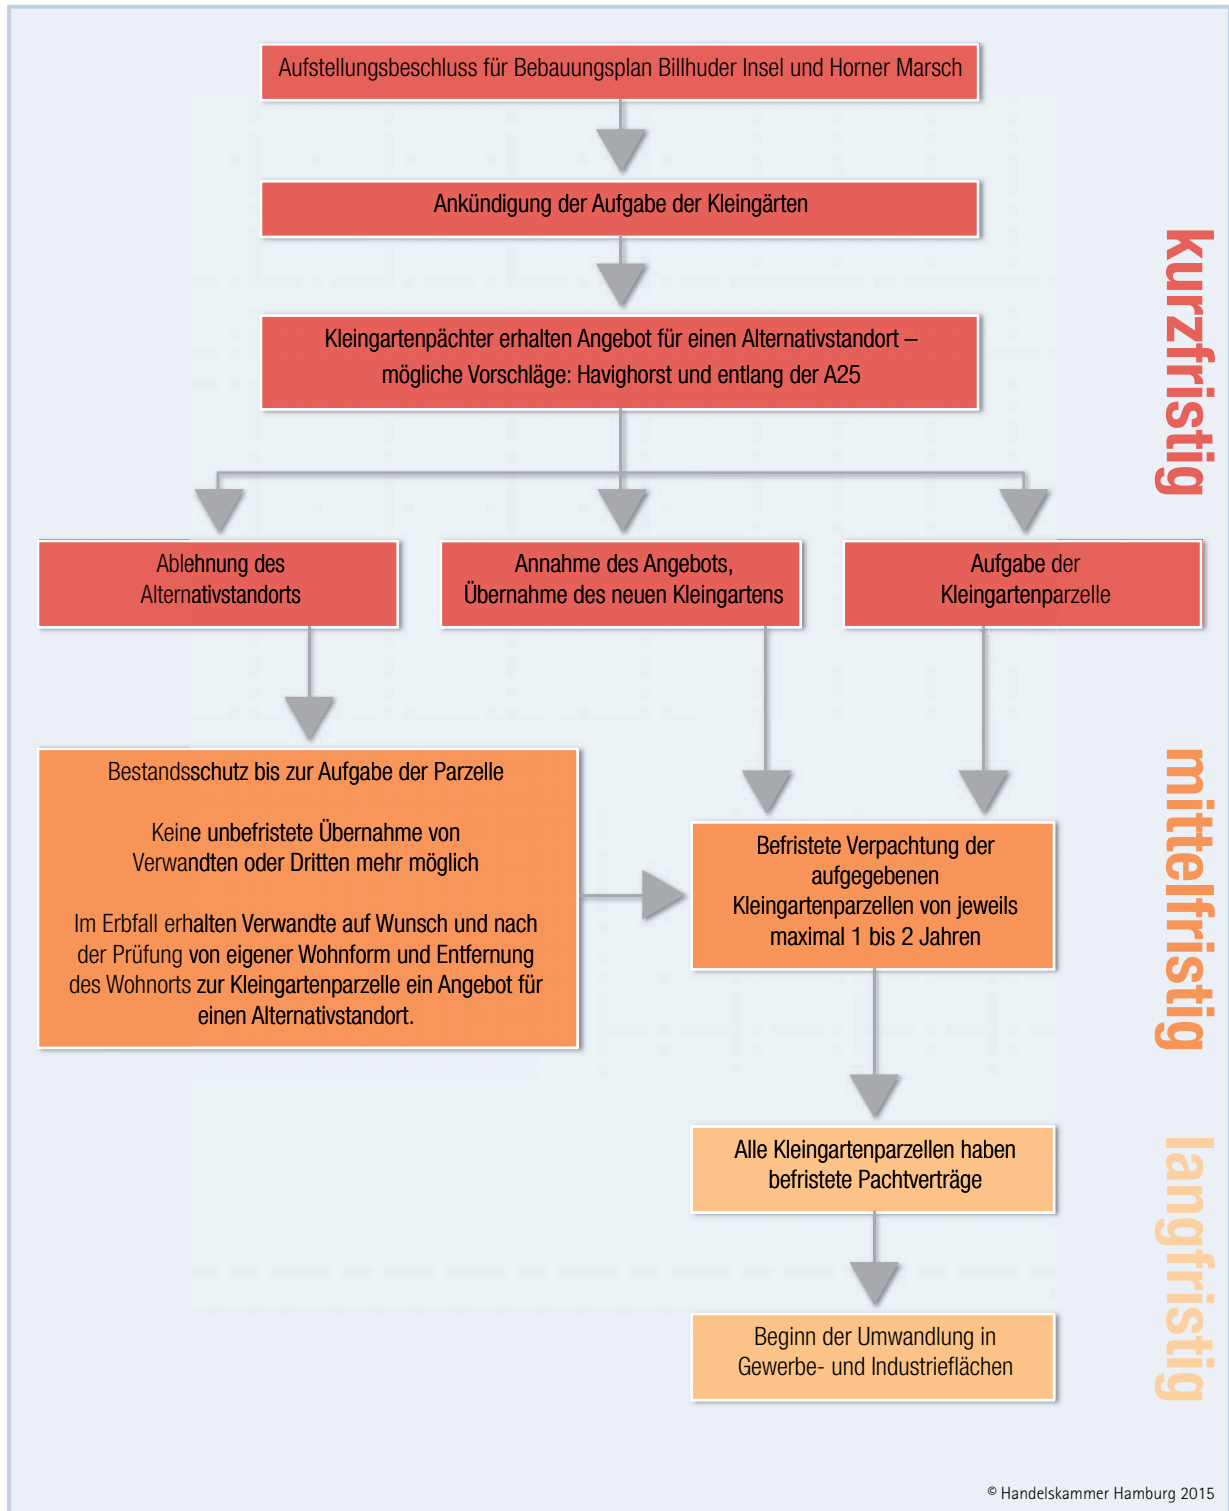 Aufstellungsbeschluss für Bebauungsplan Billhuder Insel und Horner Marsch
Ankündigung der Aufgabe der Kleingärten
Kleingartenpächter erhalten Angebot für einen Alternativstandort –
mögliche Vorschläge: Havighorst und entlang der A25
kurzfristig
Ablehnung des
Alternativstandorts
Annahme des Angebots,
Übernahme des neuen Kleingartens
Aufgabe der
Kleingartenparzelle
Bestandsschutz bis zur Aufgabe der Parzelle
Keine unbefristete Übernahme von
Verwandten oder Dritten mehr möglich
Im Erbfall erhalten Verwandte auf Wunsch und nach
der Prüfung von eigener Wohnform und Entfernung
des Wohnorts zur Kleingartenparzelle ein Angebot für
einen Alternativstandort.
Befristete Verpachtung der
aufgegebenen
Kleingartenparzellen von jeweils
maximal 1 bis 2 Jahren
mittelfristig
Alle Kleingartenparzellen haben
befristete Pachtverträge
Beginn der Umwandlung in
Gewerbe- und Industrieflächen
langfristig
© Handelskammer Hamburg 2015